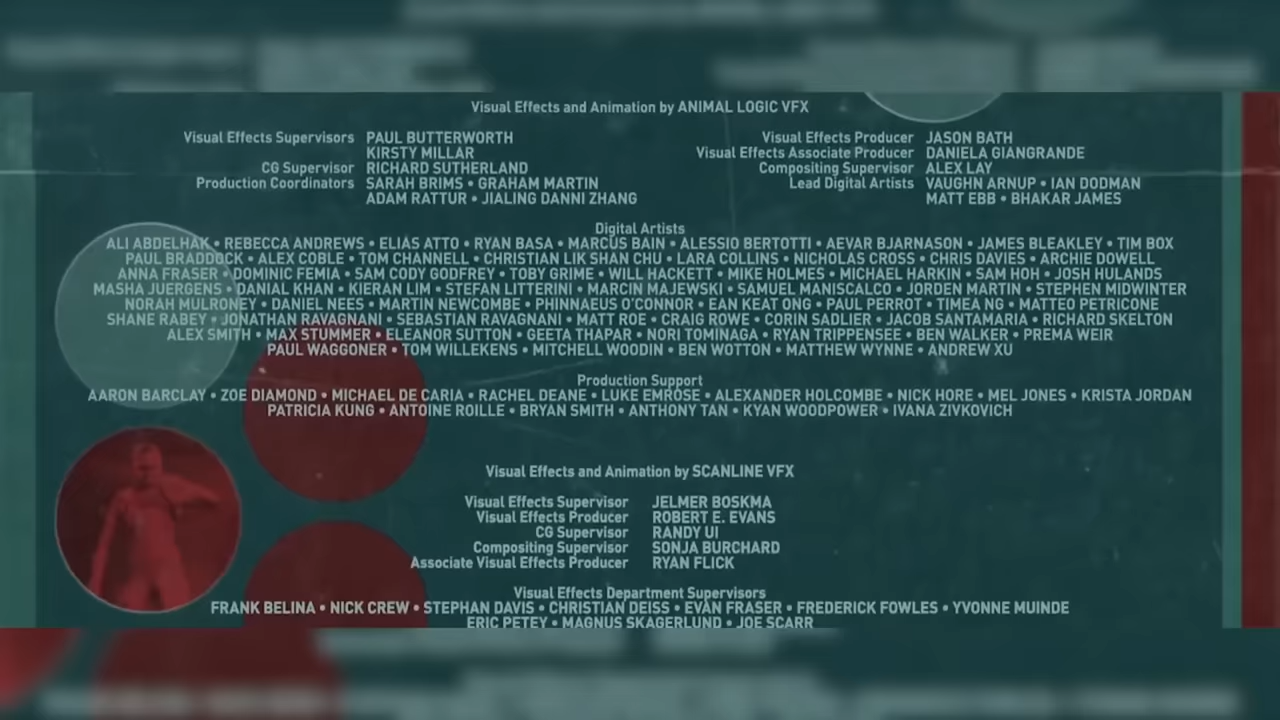 Visual Effects and Animation by ANIMAL LOGIC VFX
Visual Effects Supervisors PAUL BUTTERWORTH
KIRSTY MILLAR
CG Supervisor RICHARD SUTHERLAND
Production Coordinators SARAH BRIMS • GRAHAM MARTIN
ADAM RATTUR • JIALING DANNI ZHANG
Visual Effects Producer JASON BATH
Visual Effects Associate Producer DANIELA GIANGRANDE
Compositing Supervisor ALEX LAY
Lead Digital Artists VAUGHN ARNUP • IAN DODMAN
MATT EBB • BHAKAR JAMES
Digital Artists
ALI ABDELHAK • REBECCA ANDREWS • ELIAS ATTO • RYAN BASA • MARCUS BAIN • ALESSIO BERTOTTI • AEVAR BJARNASON • JAMES BLEAKLEY • TIM BOX
PAUL BRADDOCK • ALEX COBLE • TOM CHANNELL • CHRISTIAN LIK SHAN CHU • LARA COLLINS • NICHOLAS CROSS • CHRIS DAVIES • ARCHIE DOWELL
ANNA FRASER • DOMINIC FEMIA • SAM CODY GODFREY • TOBY GRIME • WILL HACKETT • MIKE HOLMES • MICHAEL HARKIN • SAM HOH • JOSH HULANDS
MASHA JUERGENS • DANIAL KHAN • KIERAN LIM • STEFAN LITTERINI • MARCIN MAJEWSKI • SAMUEL MANISCALCO • JORDEN MARTIN • STEPHEN MIDWINTER
NORAH MULRONEY • DANIEL NEES • MARTIN NEWCOMBE • PHINNAEUS O'CONNOR • EAN KEAT ONG • PAUL PERROT • TIMEA NG • MATTEO PETRICONE
SHANE RABEY • JONATHAN RAVAGNANI • SEBASTIAN RAVAGNANI • MATT ROE • CRAIG ROWE • CORIN SADLIER • JACOB SANTAMARIA • RICHARD SKELTON
ALEX SMITH • MAX STUMMER • ELEANOR SUTTON • GEETA THAPAR • NORI TOMINAGA • RYAN TRIPPENSEE • BEN WALKER • PREMA WEIR
PAUL WAGGONER • TOM WILLEKENS • MITCHELL WOODIN • BEN WOTTON • MATTHEW WYNNE • ANDREW XU
Production Support
AARON BARCLAY • ZOE DIAMOND • MICHAEL DE CARIA • RACHEL DEANE • LUKE EMROSE • ALEXANDER HOLCOMBE • NICK HORE • MEL JONES • KRISTA JORDAN
PATRICIA KUNG • ANTOINE ROILLE • BRYAN SMITH • ANTHONY TAN • KYAN WOODPOWER • IVANA ZIVKOVICH
Visual Effects and Animation by SCANLINE VFX
Visual Effects Supervisor JELMER BOSKMA
Visual Effects Producer ROBERT E. EVANS
CG Supervisor RANDY UI
Compositing Supervisor SONJA BURCHARD
Associate Visual Effects Producer RYAN FLICK
Visual Effects Department Supervisors
FRANK BELINA • NICK CREW • STEPHAN DAVIS • CHRISTIAN DEISS • EVAN FRASER • FREDERICK FOWLES • YVONNE MUINDE
ERIC PETEY • MAGNUS SKAGERLUND • JOE SCARR